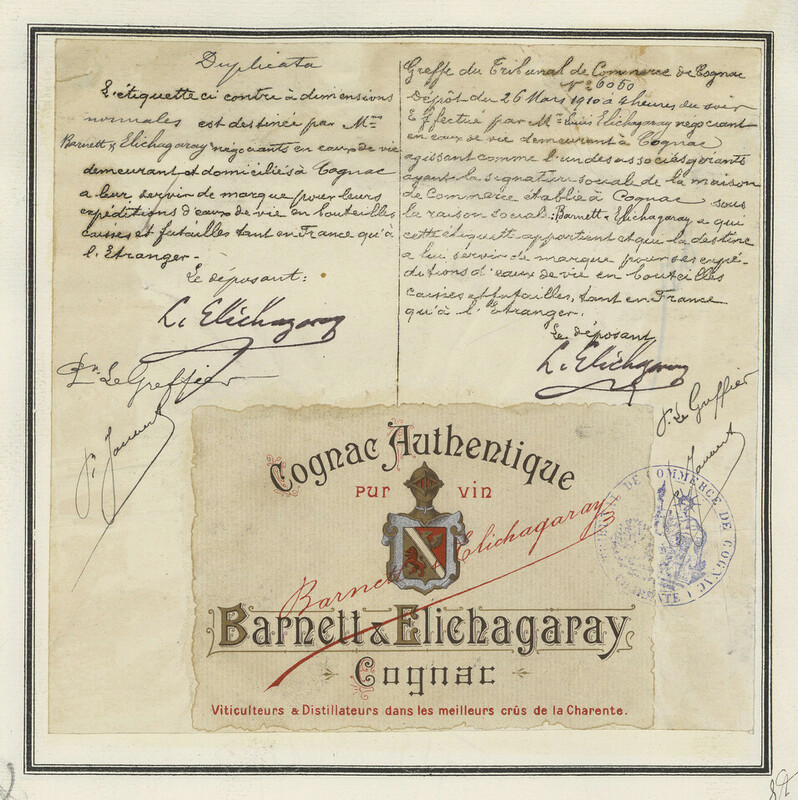 Duplicata
L'étiquette ci contre à dimensions
normales est destinée par M.rs
Barnett & Elichagaray négociants en eaux de vie
demeurant et domiciliés à Cognac
a leur servir de marque pour leurs
expéditions d'eaux de vie en bouteilles
caisses et futailles tant en France qu'à
l'Etranger.-
Le déposant:
L. Elichagaray
Pr. Le Greffier
Greffe du Tribunal de Commerce de Cognac
N° 6050
Dépôt du 26 Mars 1910 à 4 heures du soir
Effectué par Mr Luis Elichagaray négociant
en eaux de vie demeurant à Cognac
agissant comme l'un des associés gérants
ayant la signature sociale de la maison
de Commerce établie à Cognac sous
la raison sociale: Barnett & Elichagaray, a qui
cette étiquette appartient et qui la destine
a lui servir de marque pour ses expé-
ditions d'eaux de vie en bouteilles
caisses et futailles, tant en France
qu'à l'Etranger.
Le déposant
L. Elichagaray
P. Le Greffier
Cognac Authentique
PUR VIN
Barnett & Elichagaray
Barnett & Elichagaray
Cognac
Viticulteurs & Distillateurs dans les meilleurs crûs de la Charente.
DE COMMERCE DE COGNAC